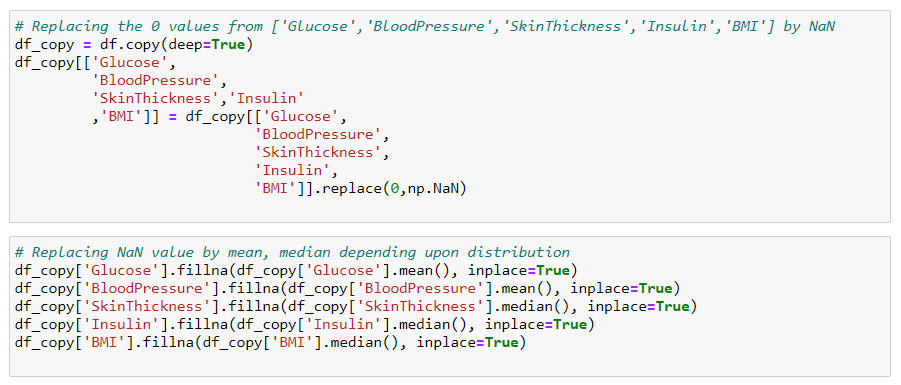 # Replacing the 0 values from ['Glucose','BloodPressure','SkinThickness','Insulin','BMI'] by NaN
df_copy = df.copy(deep=True)
df_copy[['Glucose',
         'BloodPressure',
         'SkinThickness','Insulin'
         ,'BMI']] = df_copy[['Glucose',
                             'BloodPressure',
                             'SkinThickness',
                             'Insulin',
                             'BMI']].replace(0,np.NaN)
# Replacing NaN value by mean, median depending upon distribution
df_copy['Glucose'].fillna(df_copy['Glucose'].mean(), inplace=True)
df_copy['BloodPressure'].fillna(df_copy['BloodPressure'].mean(), inplace=True)
df_copy['SkinThickness'].fillna(df_copy['SkinThickness'].median(), inplace=True)
df_copy['Insulin'].fillna(df_copy['Insulin'].median(), inplace=True)
df_copy['BMI'].fillna(df_copy['BMI'].median(), inplace=True)